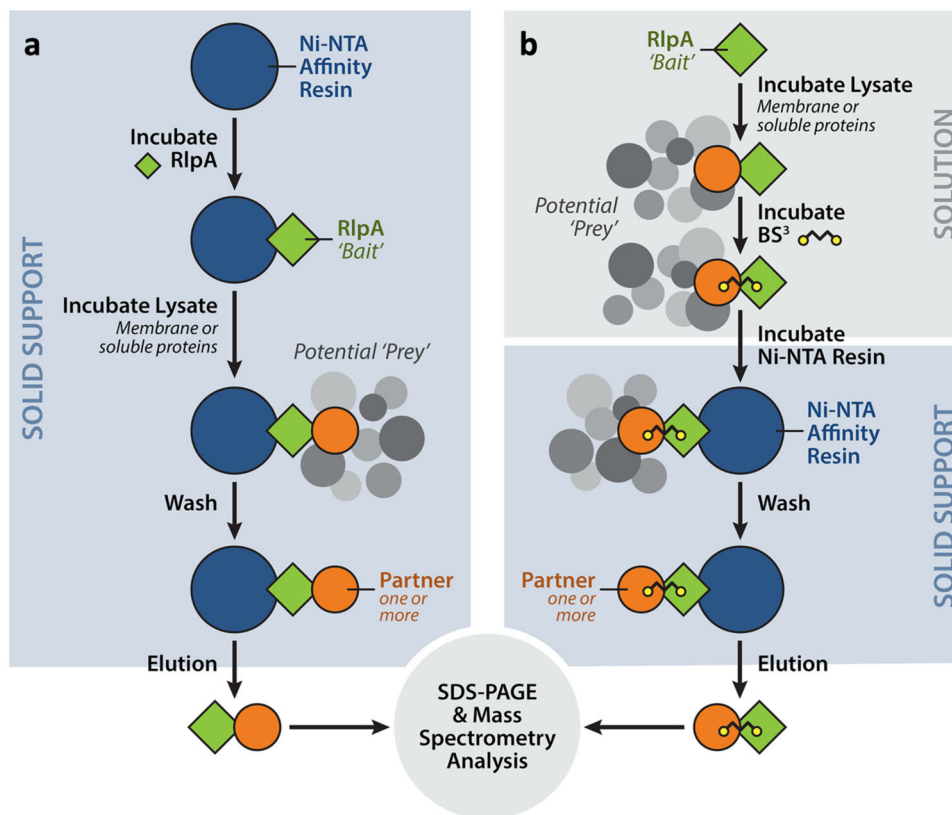 a
Ni-NTA
Affinity
Resin
Incubate
RlpA
RlpA
'Bait'
Incubate Lysate
Membrane or
soluble proteins
Potential 'Prey'
Wash
Partner
one or
more
Elution
SOLID SUPPORT
b
RlpA
'Bait'
Incubate Lysate
Membrane or
soluble proteins
Potential
'Prey'
Incubate
BS³
Incubate
Ni-NTA Resin
SOLUTION
Ni-NTA
Affinity
Resin
Wash
Partner
one or
more
Elution
SOLID SUPPORT
SDS-PAGE
& Mass
Spectrometry
Analysis